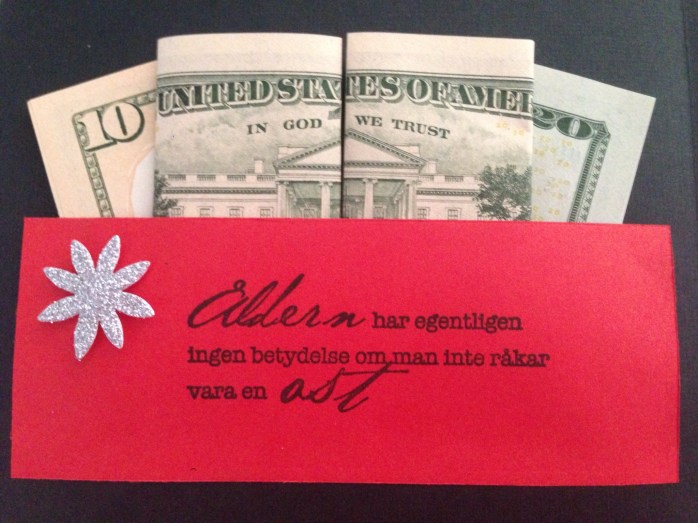 10
UNITED STATES OF AMERI
IN GOD WE TRUST
20
Åldern har egentligen
ingen betydelse om man inte råkar
vara en ost